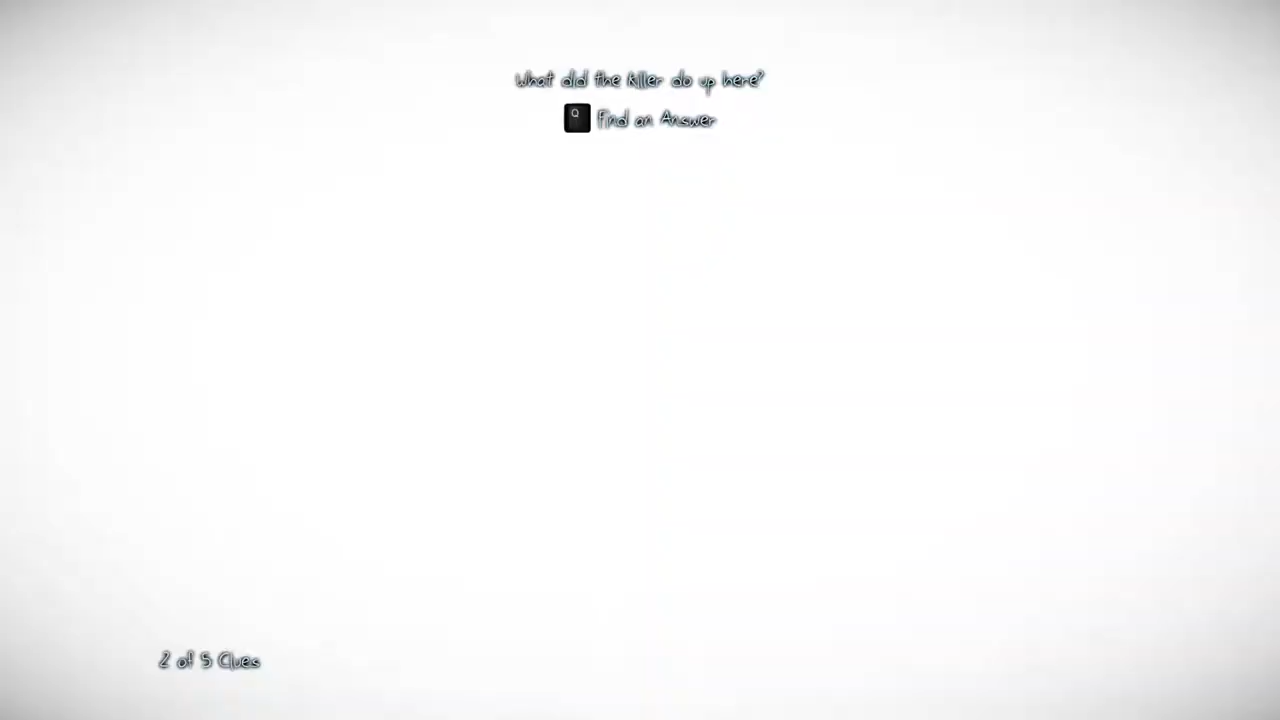 What did the killer do up here?
Q Find an Answer
2 of 5 Clues